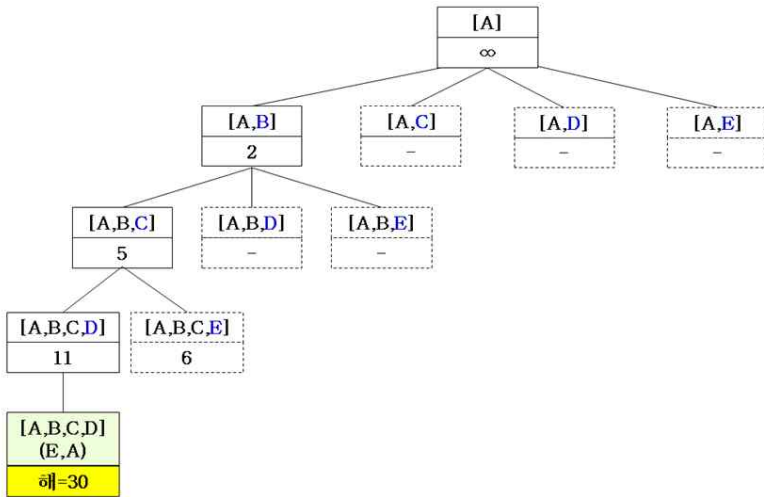 [A]
∞
[A,B]
[A,C]
[A,D]
[A,E]
2
-
-
-
[A,B,C]
[A,B,D]
[A,B,E]
5
-
-
[A,B,C,D]
[A,B,C,E]
11
6
[A,B,C,D]
(E,A)
해=30